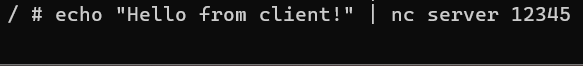 / # echo "Hello from client!" | nc server 12345